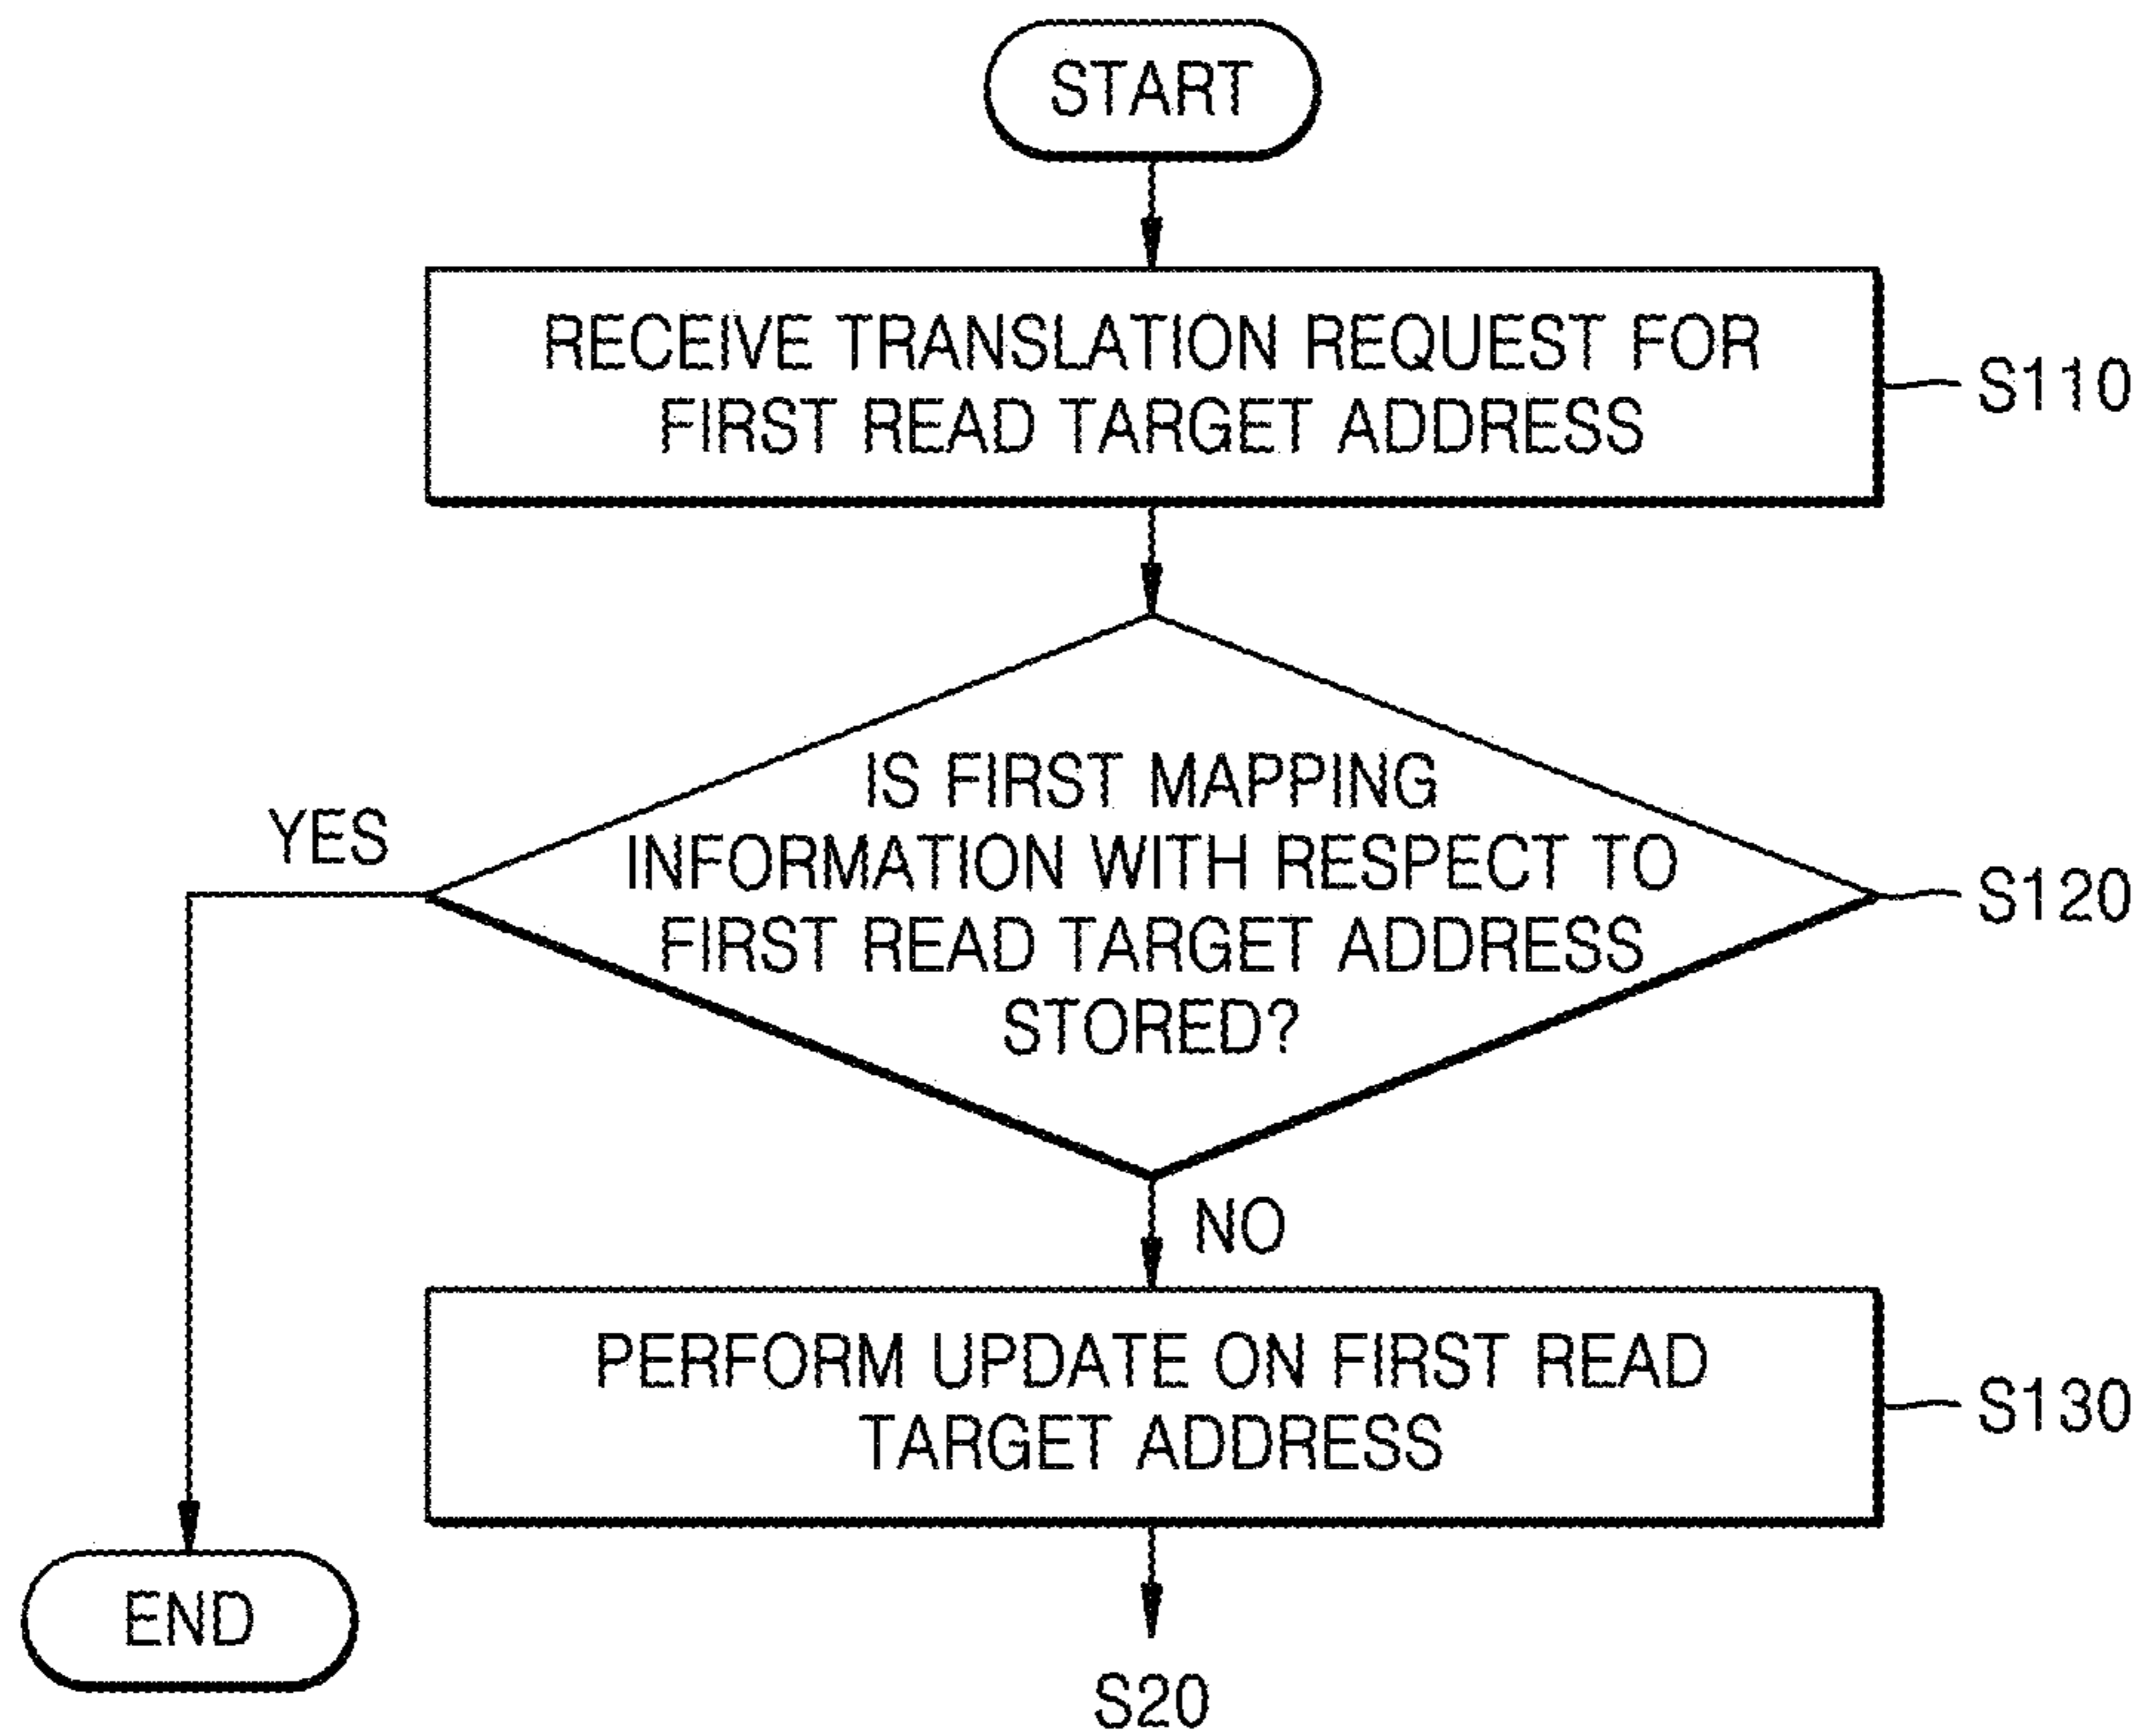 START
RECEIVE TRANSLATION REQUEST FOR
FIRST READ TARGET ADDRESS
S110
IS FIRST MAPPING
INFORMATION WITH RESPECT TO
FIRST READ TARGET ADDRESS
STORED?
S120
YES
NO
PERFORM UPDATE ON FIRST READ
TARGET ADDRESS
S130
END
S20